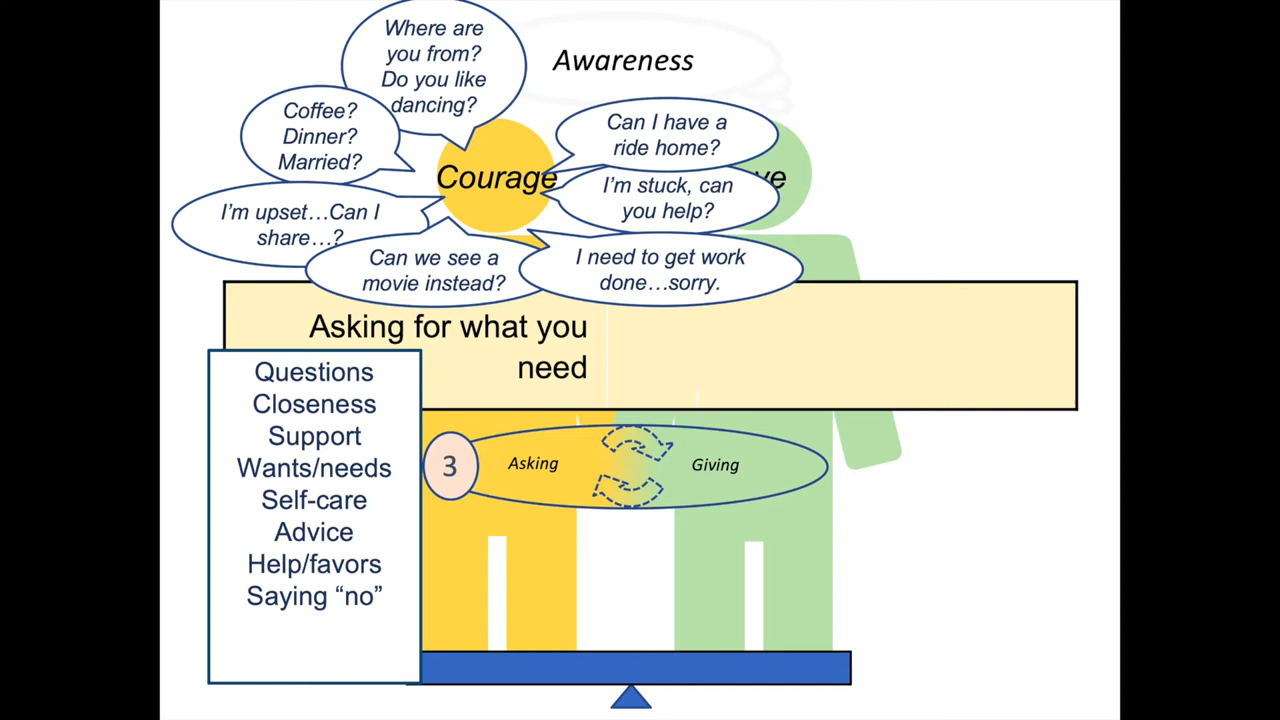 Where are
you from?
Do you like
dancing?
Awareness
Coffee?
Dinner?
Married?
Can I have a
ride home?
Courage
I'm stuck, can
you help?
I'm upset…Can I
share…?
Can we see a
movie instead?
I need to get work
done…sorry.
Asking for what you
need
Questions
Closeness
Support
Wants/needs
Self-care
Advice
Help/favors
Saying “no”
3
Asking
Giving